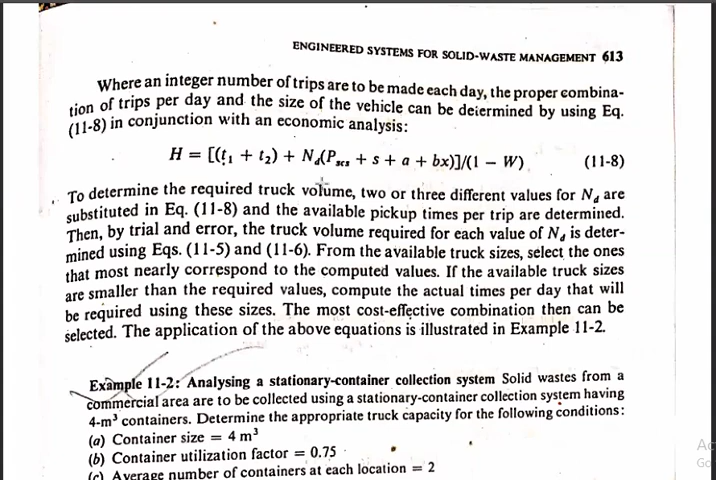 ENGINEERED SYSTEMS FOR SOLID-WASTE MANAGEMENT 613
Where an integer number of trips are to be made each day, the proper combina-
tion of trips per day and the size of the vehicle can be determined by using Eq.
(11-8) in conjunction with an economic analysis:
H = [(t₁ + t₂) + N_d(P_scs + s + a + bx)]/(1 − W) (11-8)
To determine the required truck volume, two or three different values for N_d are
substituted in Eq. (11-8) and the available pickup times per trip are determined.
Then, by trial and error, the truck volume required for each value of N_d is deter-
mined using Eqs. (11-5) and (11-6). From the available truck sizes, select the ones
that most nearly correspond to the computed values. If the available truck sizes
are smaller than the required values, compute the actual times per day that will
be required using these sizes. The most cost-effective combination then can be
selected. The application of the above equations is illustrated in Example 11-2.
Example 11-2: Analysing a stationary-container collection system Solid wastes from a
commercial area are to be collected using a stationary-container collection system having
4-m³ containers. Determine the appropriate truck capacity for the following conditions:
(a) Container size = 4 m³
(b) Container utilization factor = 0.75
(c) Average number of containers at each location = 2
Ac
Go